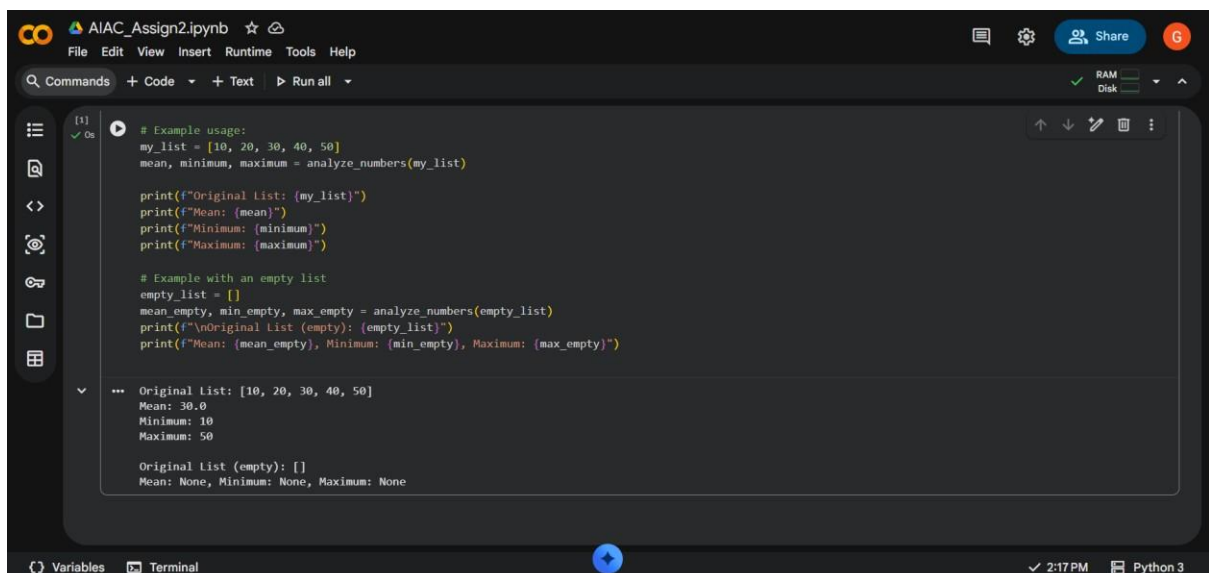 CO AIAC_Assign2.ipynb
File Edit View Insert Runtime Tools Help
Share
G
Commands + Code + Text Run all
RAM
Disk
[1]
0s
# Example usage:
my_list = [10, 20, 30, 40, 50]
mean, minimum, maximum = analyze_numbers(my_list)
print(f"Original List: {my_list}")
print(f"Mean: {mean}")
print(f"Minimum: {minimum}")
print(f"Maximum: {maximum}")
# Example with an empty list
empty_list = []
mean_empty, min_empty, max_empty = analyze_numbers(empty_list)
print(f"\nOriginal List (empty): {empty_list}")
print(f"Mean: {mean_empty}, Minimum: {min_empty}, Maximum: {max_empty}")
Original List: [10, 20, 30, 40, 50]
Mean: 30.0
Minimum: 10
Maximum: 50
Original List (empty): []
Mean: None, Minimum: None, Maximum: None
{} Variables Terminal
2:17 PM Python 3